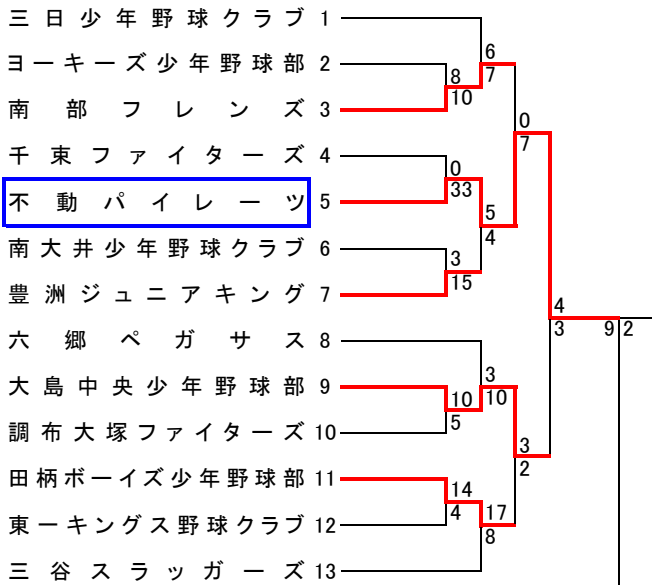 三日少年野球クラブ 1
6
ヨーキーズ少年野球部 2
8
7
10
南部フレンズ 3
0
7
千束ファイターズ 4
0
33
不動パイレーツ 5
5
4
南大井少年野球クラブ 6
3
15
豊洲ジュニアキング 7
4
3
9 2
六郷ペガサス 8
3
10
大島中央少年野球部 9
10
5
調布大塚ファイターズ 10
3
2
田柄ボーイズ少年野球部 11
14
4
17
8
東一キングス野球クラブ 12
三谷スラッガーズ 13